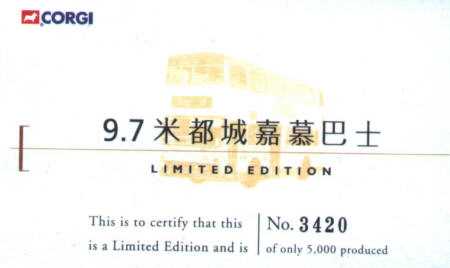 CORGI
9.7米都城嘉慕巴士
LIMITED EDITION
This is to certify that this
is a Limited Edition and is
No. 3420
of only 5,000 produced